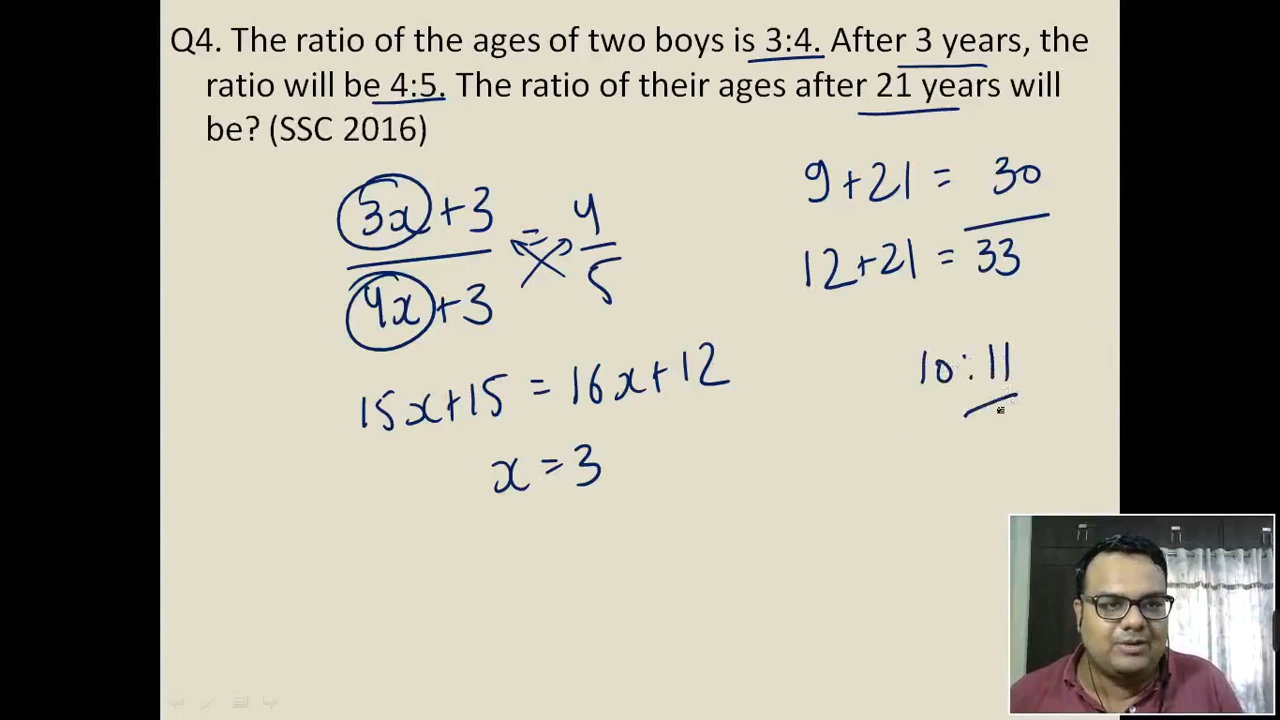 Q4. The ratio of the ages of two boys is 3:4. After 3 years, the
ratio will be 4:5. The ratio of their ages after 21 years will
be? (SSC 2016)
3x+3
4x+3
=
4
5
15x+15 = 16x+12
x=3
9+21 = 30
12+21 = 33
10:11